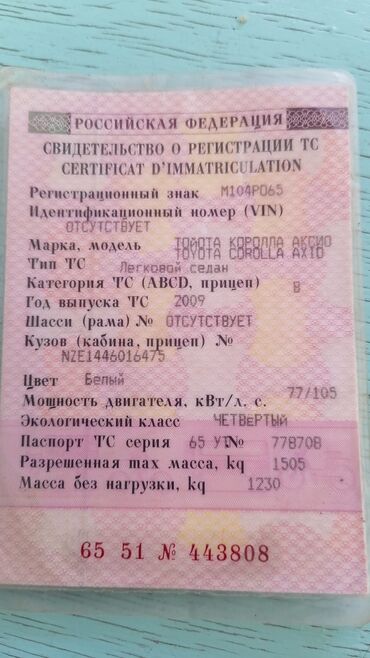 РОССИЙСКАЯ ФЕДЕРАЦИЯ
СВИДЕТЕЛЬСТВО О РЕГИСТРАЦИИ ТС
CERTIFICAT D'IMMATRICULATION
Регистрационный знак М104РО65
Идентификационный номер (VIN)
ОТСУТСТВУЕТ
Марка, модель ТОЙОТА КОРОЛЛА АКСИО
TOYOTA COROLLA AXIO
Тип ТС Легковой седан
Категория ТС (ABCD, прицеп) B
Год выпуска ТС 2009
Шасси (рама) № ОТСУТСТВУЕТ
Кузов (кабина, прицеп) №
NZE1446016475
Цвет Белый
Мощность двигателя, кВт/л. с. 77/105
Экологический класс ЧЕТВеРТЫЙ
Паспорт ТС серия 65 УТ № 778708
Разрешенная max масса, kg 1505
Масса без нагрузки, kg 1230
65 51 № 443808